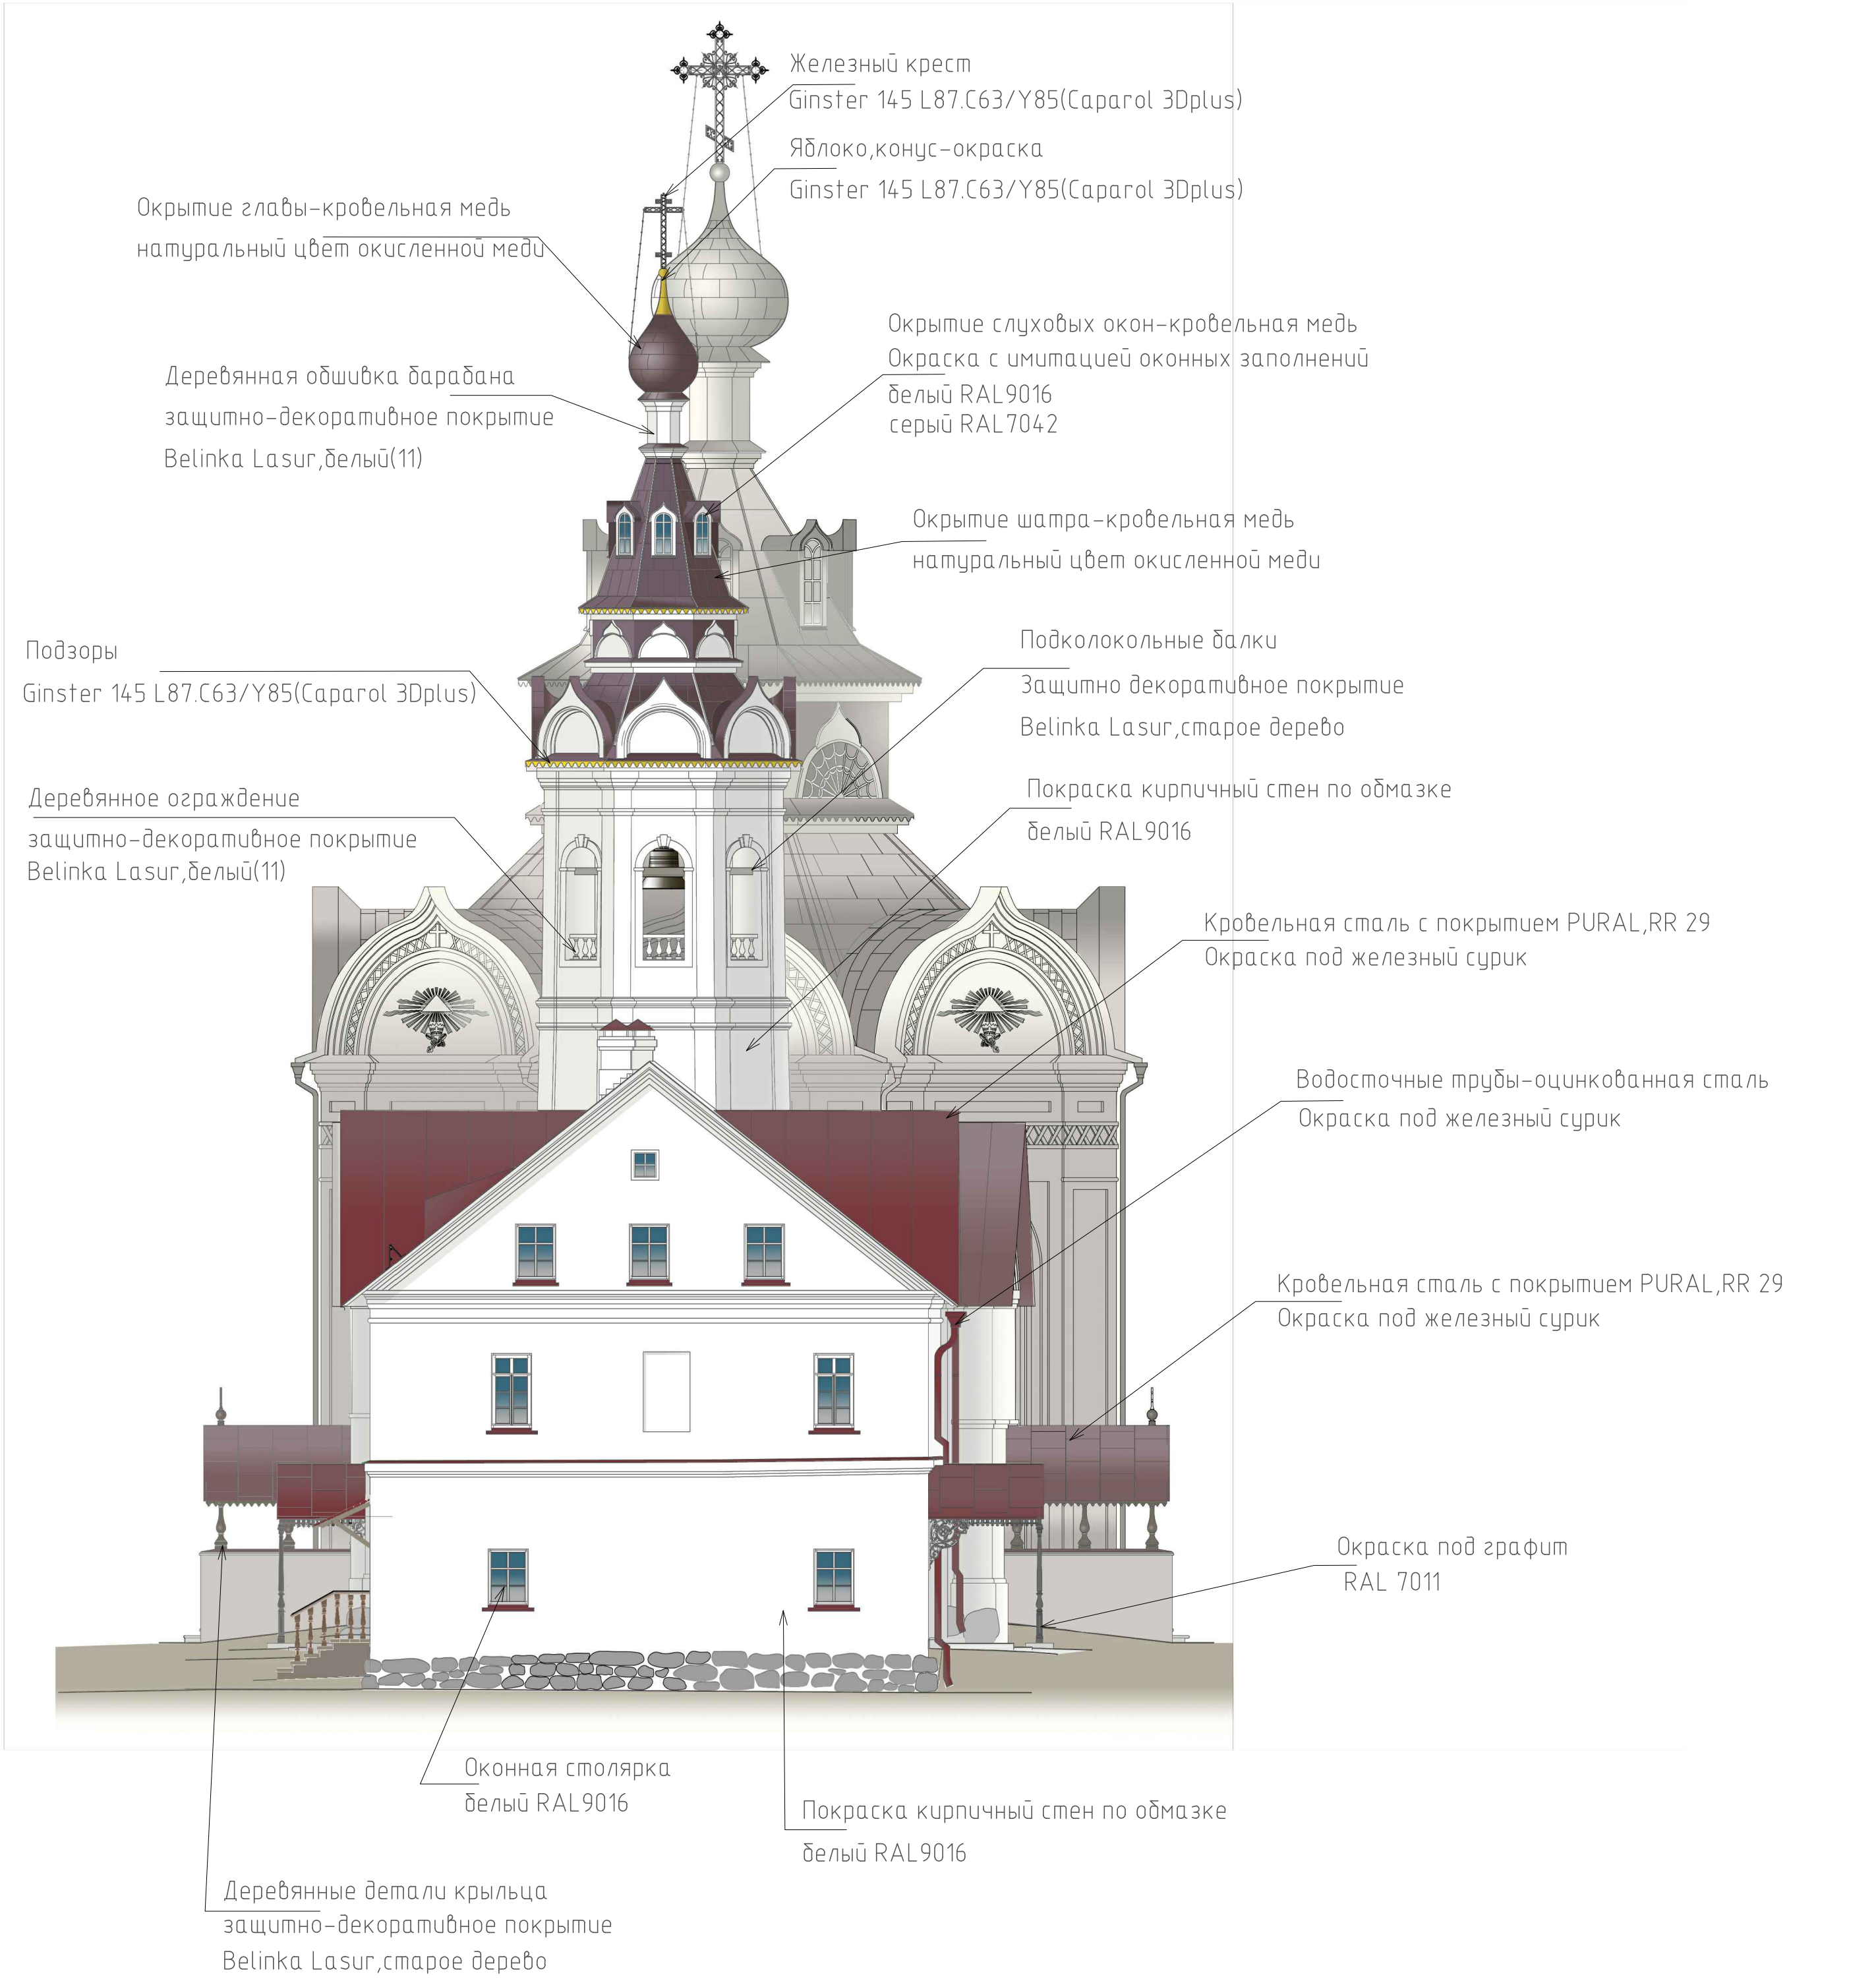 Железный крест
Ginster 145 L87.C63/Y85(Caparol 3Dplus)
Яблоко,конус-окраска
Ginster 145 L87.C63/Y85(Caparol 3Dplus)
Окрытие главы-кровельная медь
натуральный цвет окисленной меди
Окрытие слуховых окон-кровельная медь
Окраска с имитацией оконных заполнений
белый RAL9016
серый RAL7042
Деревянная обшивка барабана
защитно-декоративное покрытие
Belinka Lasur,белый(11)
Окрытие шатра-кровельная медь
натуральный цвет окисленной меди
Подзоры
Ginster 145 L87.C63/Y85(Caparol 3Dplus)
Подколокольные балки
Защитно декоративное покрытие
Belinka Lasur,старое дерево
Деревянное ограждение
защитно-декоративное покрытие
Belinka Lasur,белый(11)
Покраска кирпичный стен по обмазке
белый RAL9016
Кровельная сталь с покрытием PURAL,RR 29
Окраска под железный сурик
Водосточные трубы-оцинкованная сталь
Окраска под железный сурик
Кровельная сталь с покрытием PURAL,RR 29
Окраска под железный сурик
Окраска под графит
RAL 7011
Оконная столярка
белый RAL9016
Покраска кирпичный стен по обмазке
белый RAL9016
Деревянные детали крыльца
защитно-декоративное покрытие
Belinka Lasur,старое дерево